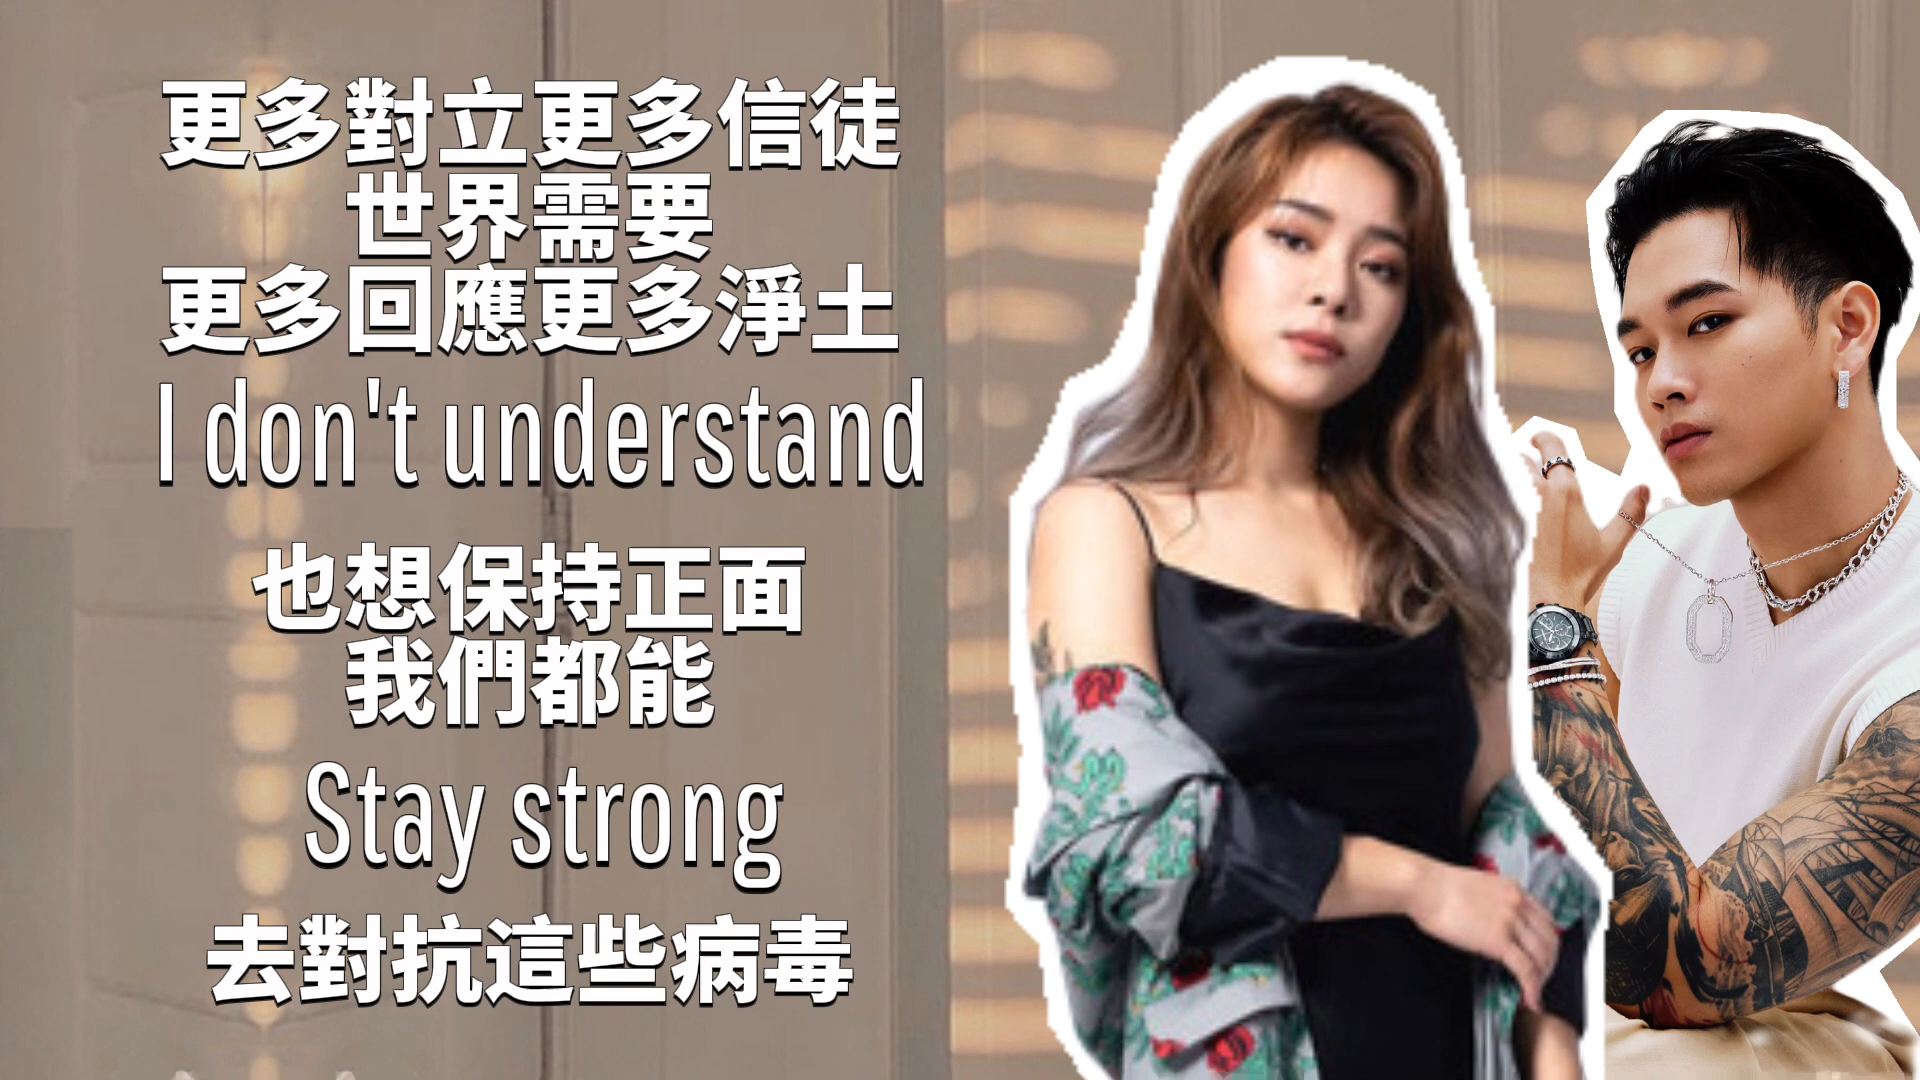 更多對立更多信徒
世界需要
更多回應更多淨土
I don't understand
也想保持正面
我們都能
Stay strong
去對抗這些病毒